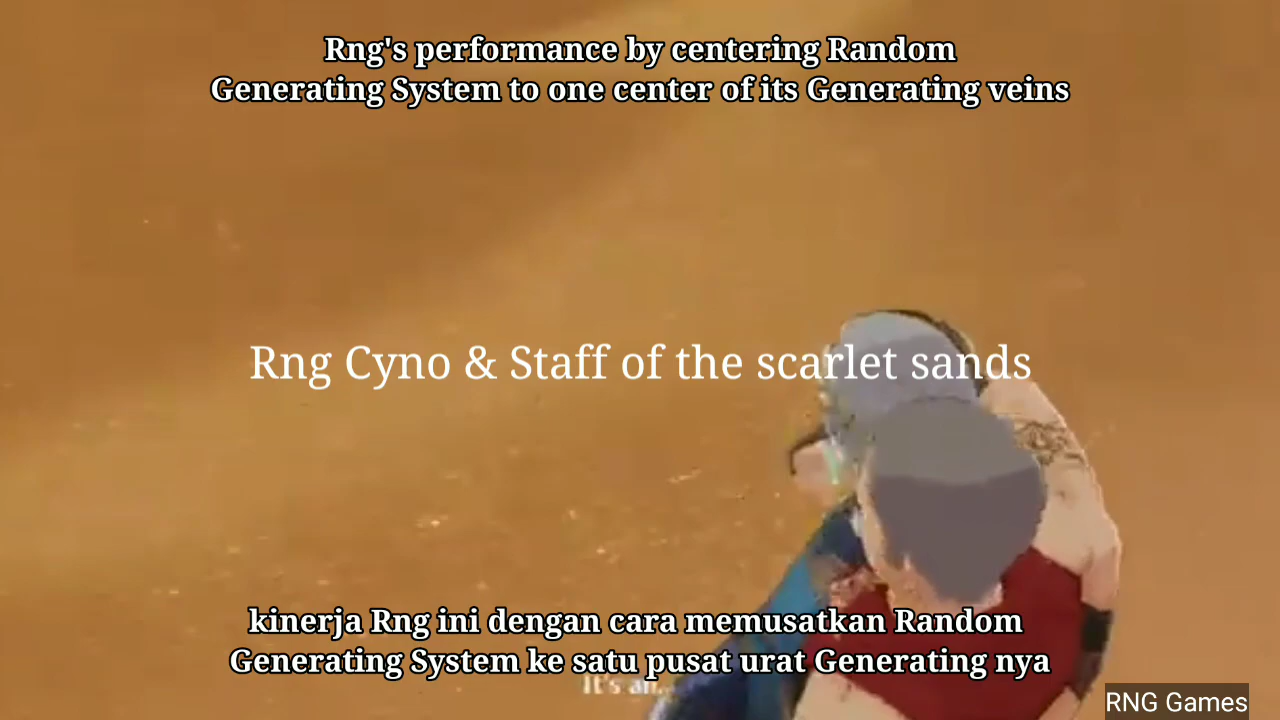 Rng's performance by centering Random
Generating System to one center of its Generating veins
Rng Cyno & Staff of the scarlet sands
kinerja Rng ini dengan cara memusatkan Random
Generating System ke satu pusat urat Generating nya
It's an..
RNG Games